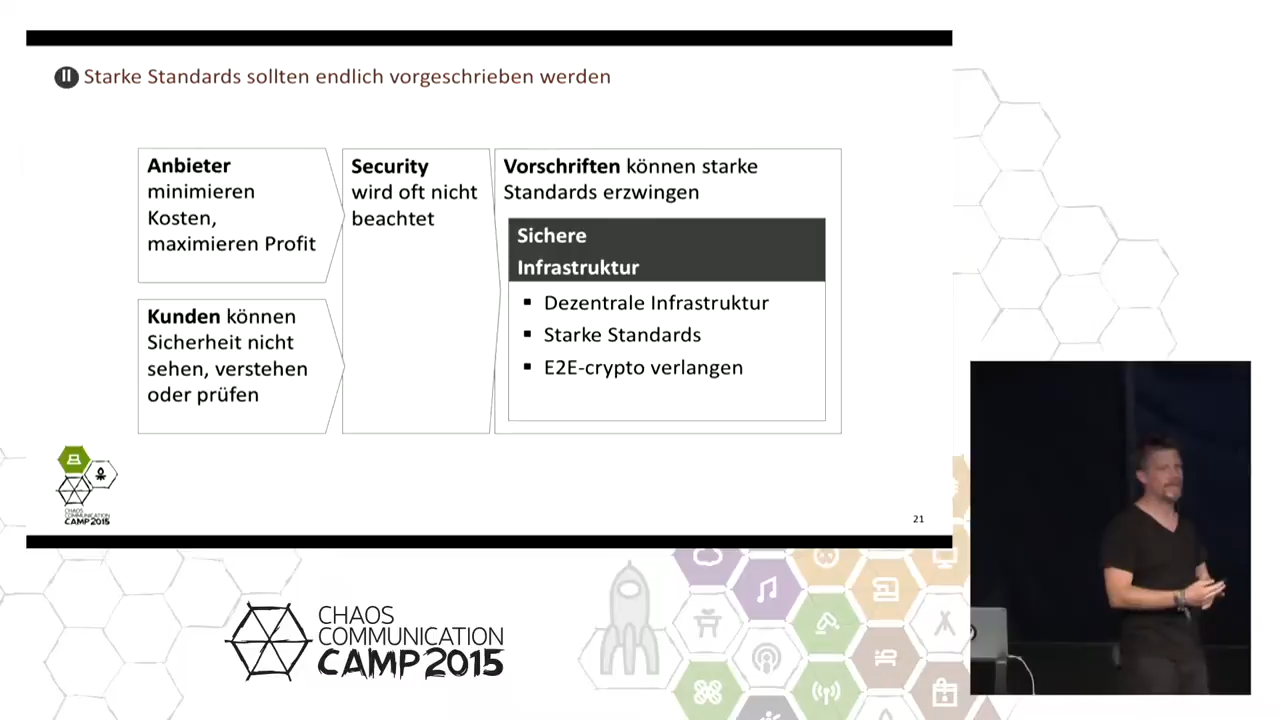 Starke Standards sollten endlich vorgeschrieben werden
Anbieter
minimieren
Kosten,
maximieren Profit
Kunden können
Sicherheit nicht
sehen, verstehen
oder prüfen
Security
wird oft nicht
beachtet
Vorschriften können starke
Standards erzwingen
Sichere
Infrastruktur
▪ Dezentrale Infrastruktur
▪ Starke Standards
▪ E2E-crypto verlangen
CHAOS
COMMUNICATION
CAMP 2015
21
CHAOS
COMMUNICATION
CAMP 2015